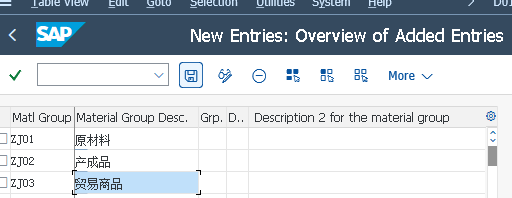 Table View Edit Goto Selection Utilities System Help
SAP New Entries: Overview of Added Entries
More
Matl Group Material Group Desc. Grp. D.. Description 2 for the material group
ZJ01 原材料
ZJ02 产成品
ZJ03 贸易商品